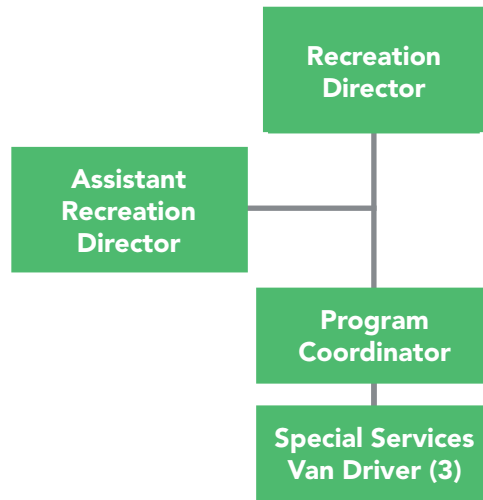 Recreation
Director
Assistant
Recreation
Director
Program
Coordinator
Special Services
Van Driver (3)